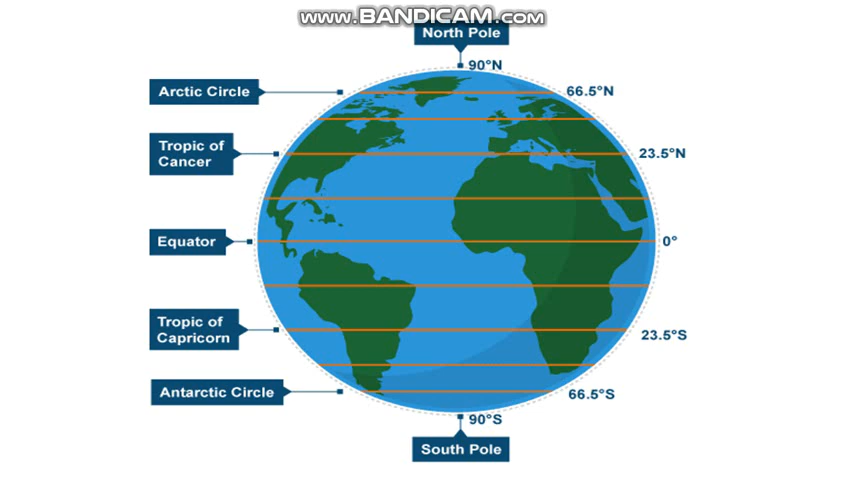 www.BANDICAM.com
North Pole
90°N
Arctic Circle
66.5°N
Tropic of
Cancer
23.5°N
Equator
0°
Tropic of
Capricorn
23.5°S
Antarctic Circle
66.5°S
90°S
South Pole